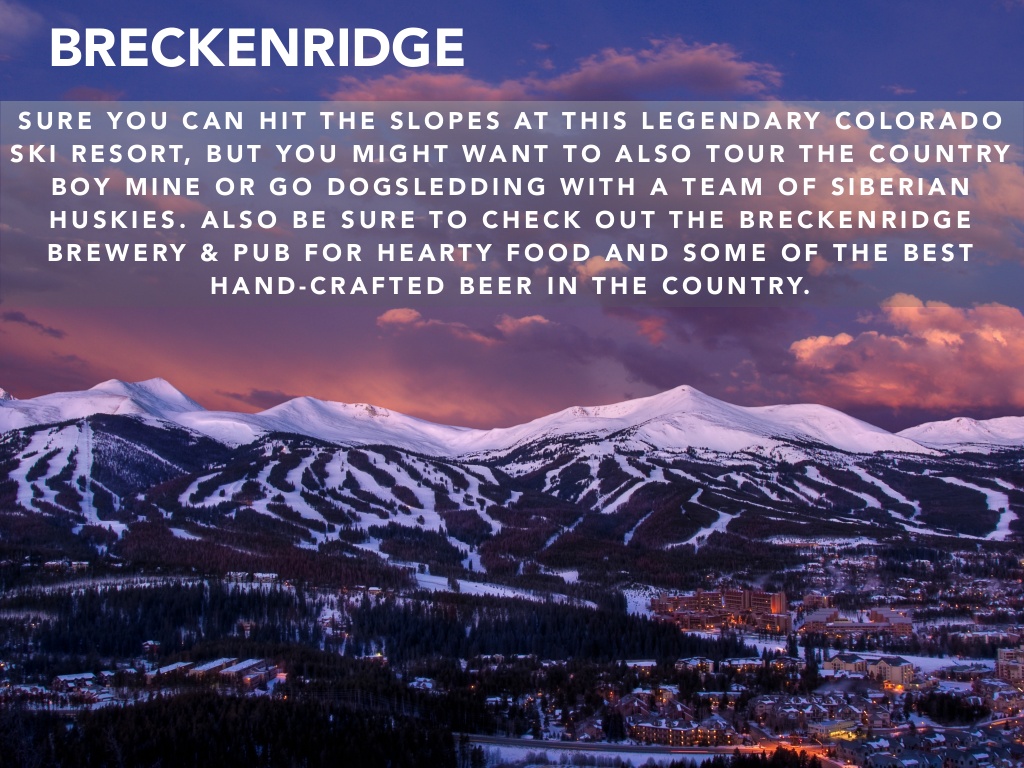 BRECKENRIDGE
SURE YOU CAN HIT THE SLOPES AT THIS LEGENDARY COLORADO
SKI RESORT, BUT YOU MIGHT WANT TO ALSO TOUR THE COUNTRY
BOY MINE OR GO DOGSLEDDING WITH A TEAM OF SIBERIAN
HUSKIES. ALSO BE SURE TO CHECK OUT THE BRECKENRIDGE
BREWERY & PUB FOR HEARTY FOOD AND SOME OF THE BEST
HAND-CRAFTED BEER IN THE COUNTRY.